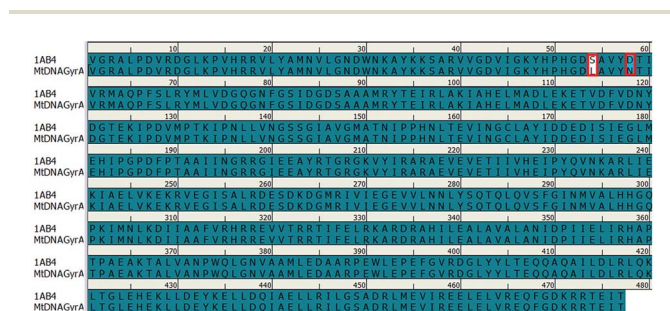 10 20 30 40 50 60
1AB4 VGRALPDVRDGLKPVHRRVLYAMNVLGNDWNKAYKKSARVVGDVIGKYHPHGDSAVYDTI
MtDNAGyrA VGRALPDVRDGLKPVHRRVLYAMNVLGNDWNKAYKKSARVVGDVIGKYHPHGDLAVYNTI
70 80 90 100 110 120
1AB4 VRMAQPFSLRYMLVDGQGNFGSIDGDSAAAMRYTEIRLAKIAHELMADLEKETVDFVDNY
MtDNAGyrA VRMAQPFSLRYMLVDGQGNFGSIDGDSAAAMRYTEIRLAKIAHELMADLEKETVDFVDNY
130 140 150 160 170 180
1AB4 DGTEKIPDVMPTKIPNLLVNGSSGIAVGMATNIPPHNLTEVINGCLAYIDDEDISIEGLM
MtDNAGyrA DGTEKIPDVMPTKIPNLLVNGSSGIAVGMATNIPPHNLTEVINGCLAYIDDEDISIEGLM
190 200 210 220 230 240
1AB4 EHIPGPDFPTAAIINGRRGIEEAYRTGRGKVYIRARAEVEVETIIVHEIPYQVNKARLIE
MtDNAGyrA EHIPGPDFPTAAIINGRRGIEEAYRTGRGKVYIRARAEVEVETIIVHEIPYQVNKARLIE
250 260 270 280 290 300
1AB4 KIAELVKEKRVEGISALRDESDKDGMRIVIEGEVVLNNLYSQTQLQVSFGINMVALHHGQ
MtDNAGyrA KIAELVKEKRVEGISALRDESDKDGMRIVIEGEVVLNNLYSQTQLQVSFGINMVALHHGQ
310 320 330 340 350 360
1AB4 PKIMNLKDIIAAFVRHRREVVTRRTIFELRKARDRAHILEALAVALANIDPIIELIRHAP
MtDNAGyrA PKIMNLKDIIAAFVRHRREVVTRRTIFELRKARDRAHILEALAVALANIDPIIELIRHAP
370 380 390 400 410 420
1AB4 TPAEAKTALVANPWQLGNVAAMLEDAARPEWLEPEFGVRDGLYYLTEQQAQAILDLRLQK
MtDNAGyrA TPAEAKTALVANPWQLGNVAAMLEDAARPEWLEPEFGVRDGLYYLTEQQAQAILDLRLQK
430 440 450 460 470 480
1AB4 LTGLEHEKLLDEYKELLDQIAELLRILGSADRLMEVIREELELVREQFGDKRRTEIT
MtDNAGyrA LTGLEHEKLLDEYKELLDQIAELLRILGSADRLMEVIREELELVREQFGDKRRTEIT